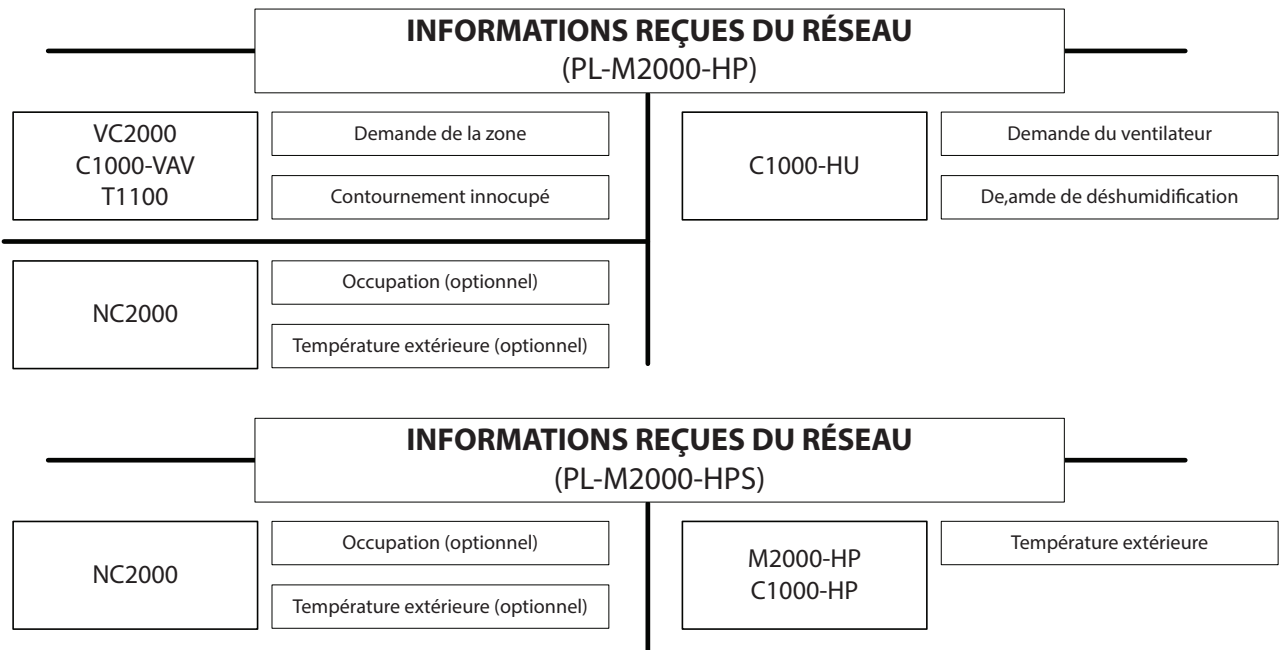 INFORMATIONS REÇUES DU RÉSEAU
(PL-M2000-HP)
VC2000
C1000-VAV
T1100
Demande de la zone
Contournement innocupé
C1000-HU
Demande du ventilateur
De,amde de déshumidification
NC2000
Occupation (optionnel)
Température extérieure (optionnel)
INFORMATIONS REÇUES DU RÉSEAU
(PL-M2000-HPS)
NC2000
Occupation (optionnel)
Température extérieure (optionnel)
M2000-HP
C1000-HP
Température extérieure